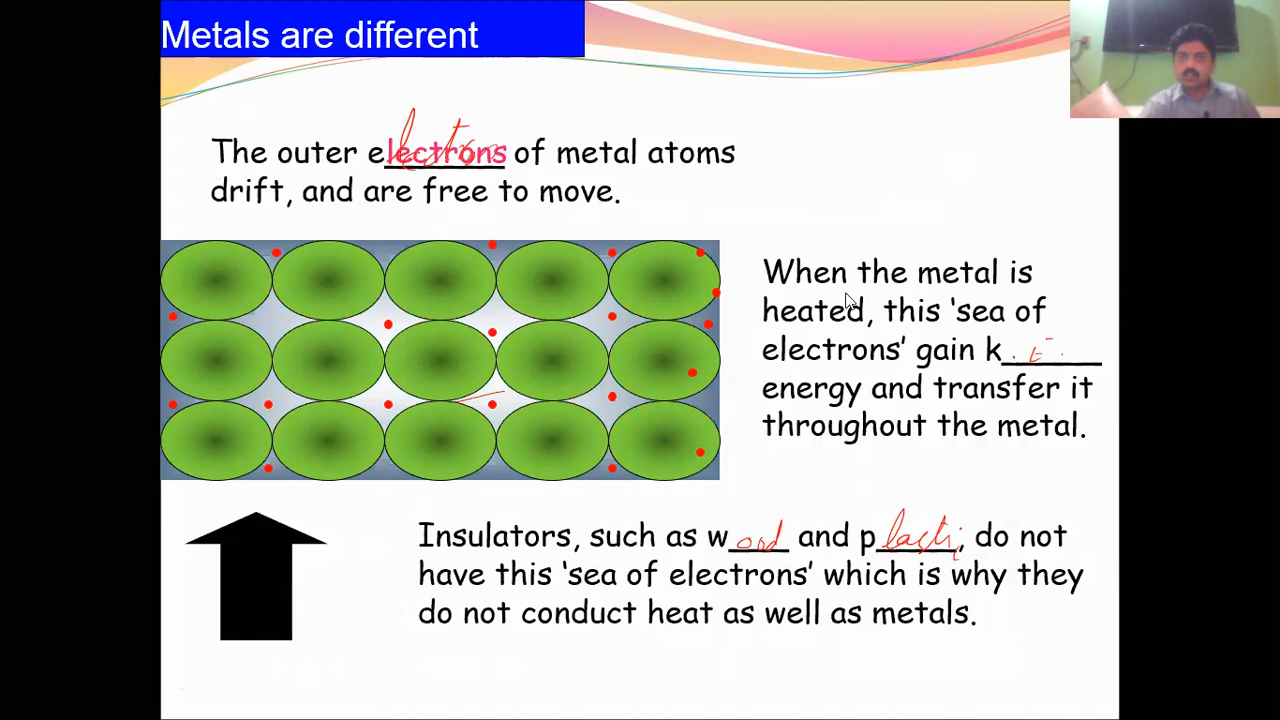 Metals are different
The outer electrons of metal atoms
drift, and are free to move.
When the metal is
heated, this ‘sea of
electrons’ gain k
energy and transfer it
throughout the metal.
Insulators, such as wood and plastic, do not
have this ‘sea of electrons’ which is why they
do not conduct heat as well as metals.